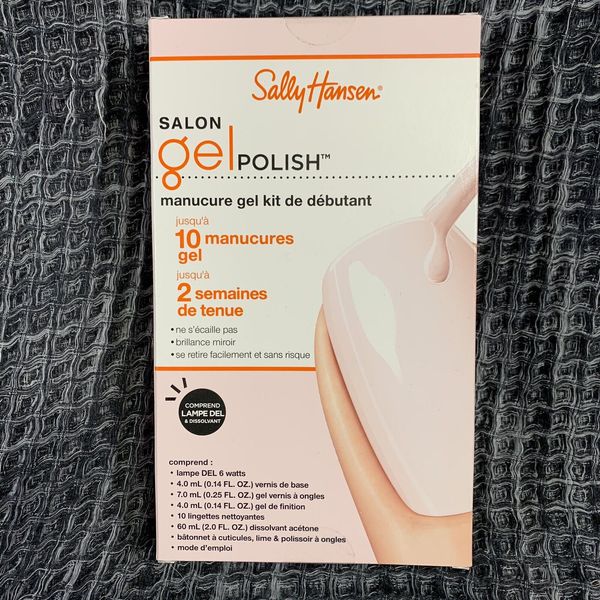 Sally Hansen®
SALON
gel POLISH™
manucure gel kit de débutant
jusqu'à
10 manucures
gel
jusqu'à
2 semaines
de tenue
• ne s'écaille pas
• brillance miroir
• se retire facilement et sans risque
COMPREND
LAMPE DEL
& DISSOLVANT
comprend :
• lampe DEL 6 watts
• 4.0 mL (0.14 FL. OZ.) vernis de base
• 7.0 mL (0.25 FL. OZ.) gel vernis à ongles
• 4.0 mL (0.14 FL. OZ.) gel de finition
• 10 lingettes nettoyantes
• 60 mL (2.0 FL. OZ.) dissolvant acétone
• bâtonnet à cuticules, lime & polissoir à ongles
• mode d'emploi